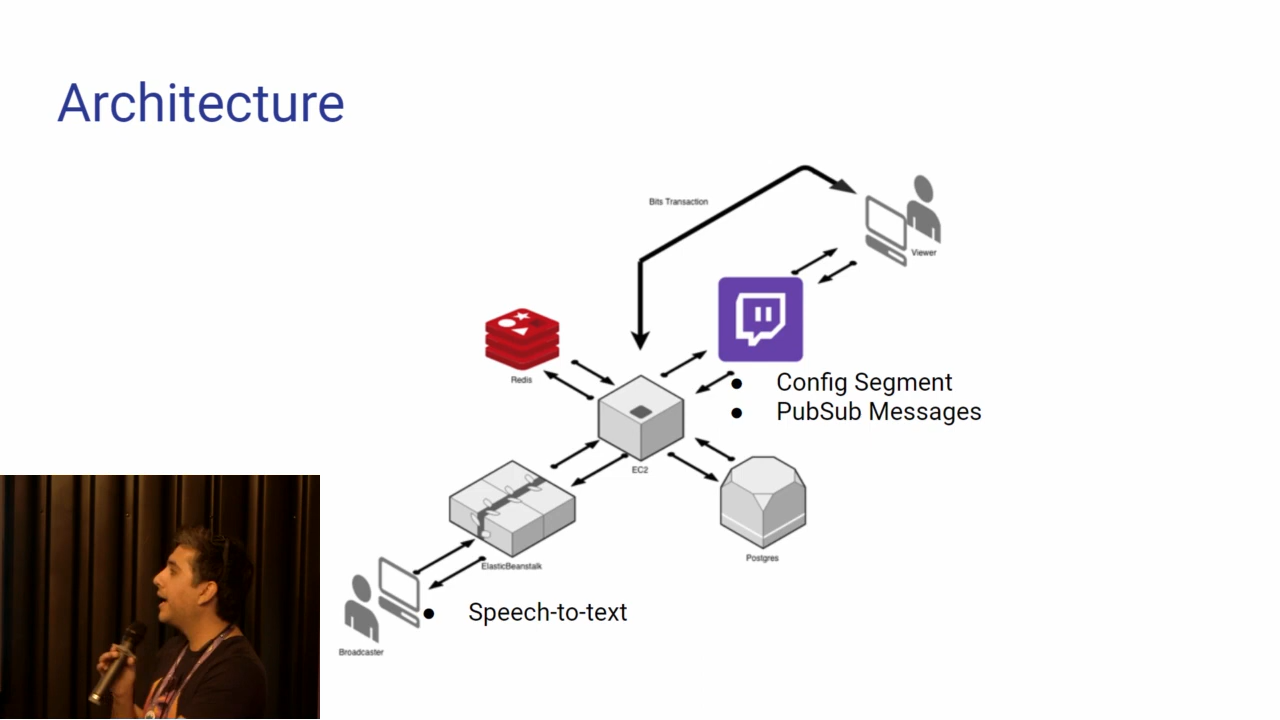 Architecture
Bits Transaction
Viewer
Redis
● Config Segment
● PubSub Messages
EC2
Postgres
ElasticBeanstalk
● Speech-to-text
Broadcaster